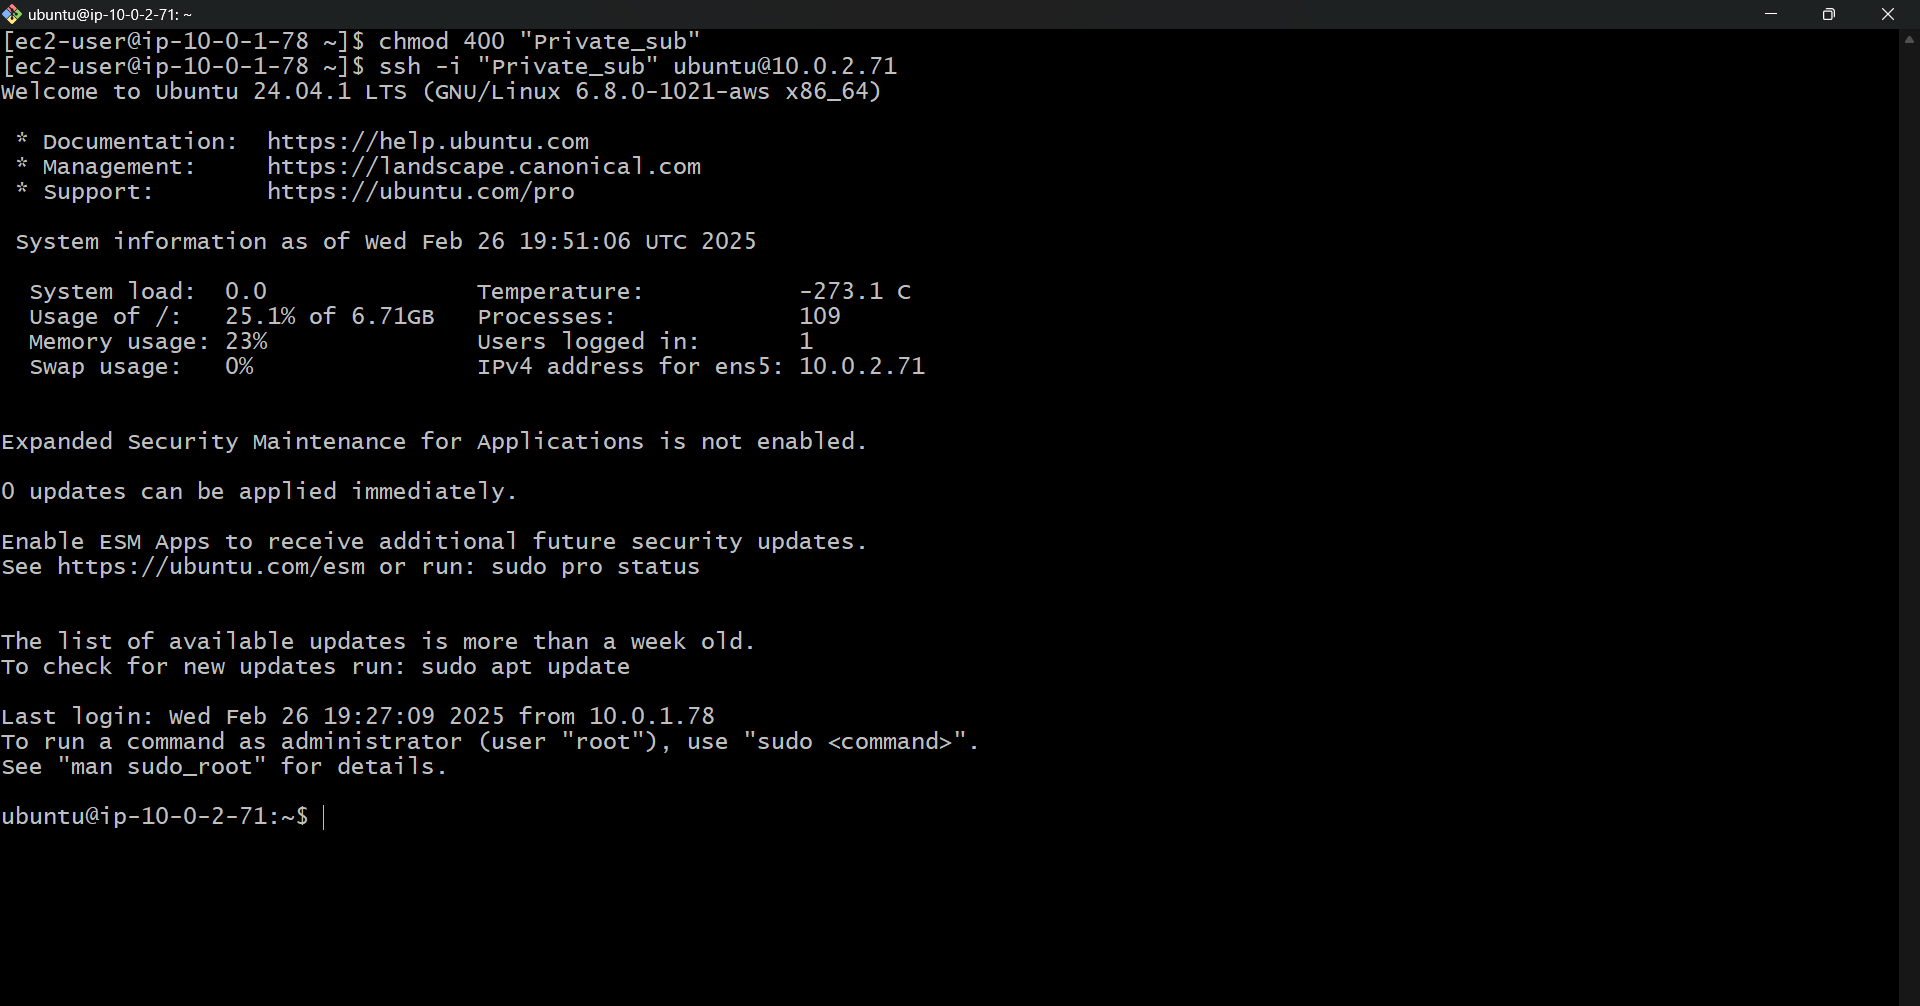 ubuntu@ip-10-0-2-71: ~
[ec2-user@ip-10-0-1-78 ~]$ chmod 400 "Private_sub"
[ec2-user@ip-10-0-1-78 ~]$ ssh -i "Private_sub" ubuntu@10.0.2.71
Welcome to Ubuntu 24.04.1 LTS (GNU/Linux 6.8.0-1021-aws x86_64)

 * Documentation:  https://help.ubuntu.com
 * Management:     https://landscape.canonical.com
 * Support:        https://ubuntu.com/pro

 System information as of Wed Feb 26 19:51:06 UTC 2025

  System load:  0.0               Temperature:           -273.1 C
  Usage of /:   25.1% of 6.71GB   Processes:             109
  Memory usage: 23%               Users logged in:       1
  Swap usage:   0%                IPv4 address for ens5: 10.0.2.71

Expanded Security Maintenance for Applications is not enabled.

0 updates can be applied immediately.

Enable ESM Apps to receive additional future security updates.
See https://ubuntu.com/esm or run: sudo pro status

The list of available updates is more than a week old.
To check for new updates run: sudo apt update

Last login: Wed Feb 26 19:27:09 2025 from 10.0.1.78
To run a command as administrator (user "root"), use "sudo <command>".
See "man sudo_root" for details.

ubuntu@ip-10-0-2-71:~$